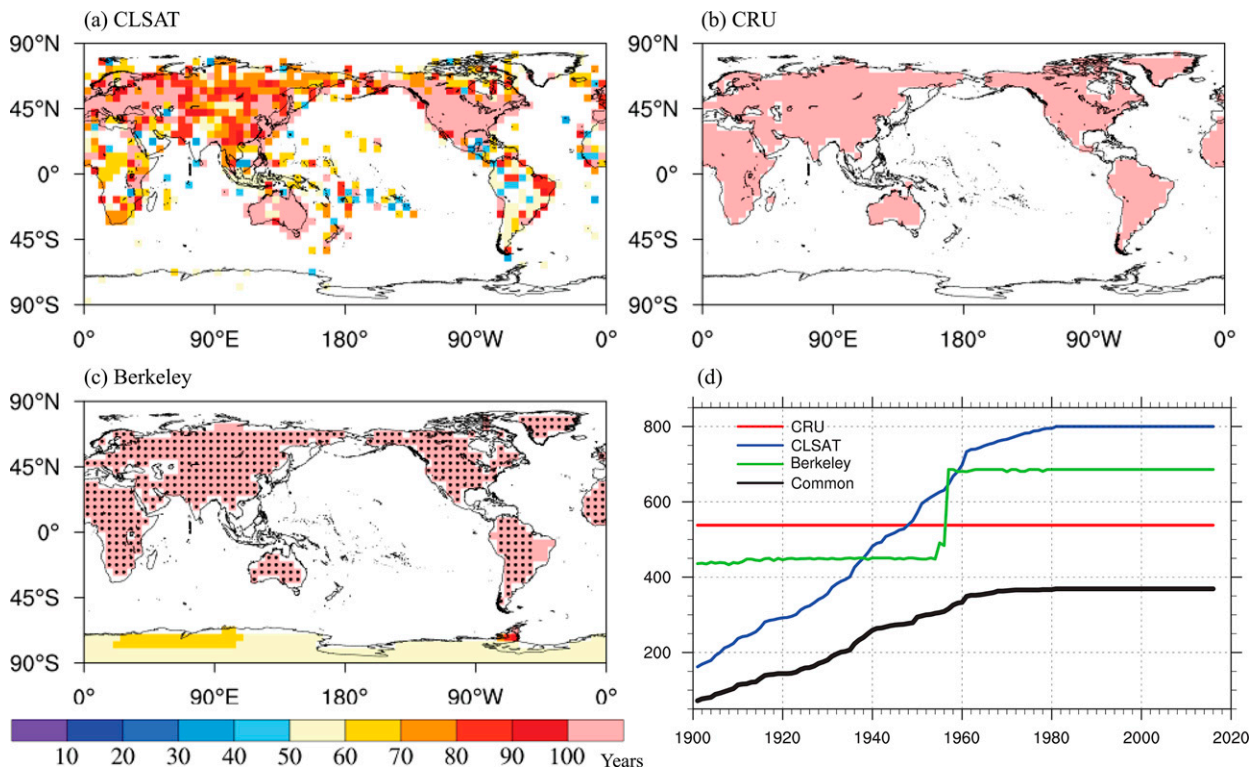 (a) CLSAT
90°N
45°N
0°
45°S
90°S
0° 90°E 180° 90°W 0°
(b) CRU
90°N
45°N
0°
45°S
90°S
0° 90°E 180° 90°W 0°
(c) Berkeley
90°N
45°N
0°
45°S
90°S
0° 90°E 180° 90°W 0°
10 20 30 40 50 60 70 80 90 100 Years
(d)
CRU
CLSAT
Berkeley
Common
800
600
400
200
1900 1920 1940 1960 1980 2000 2020